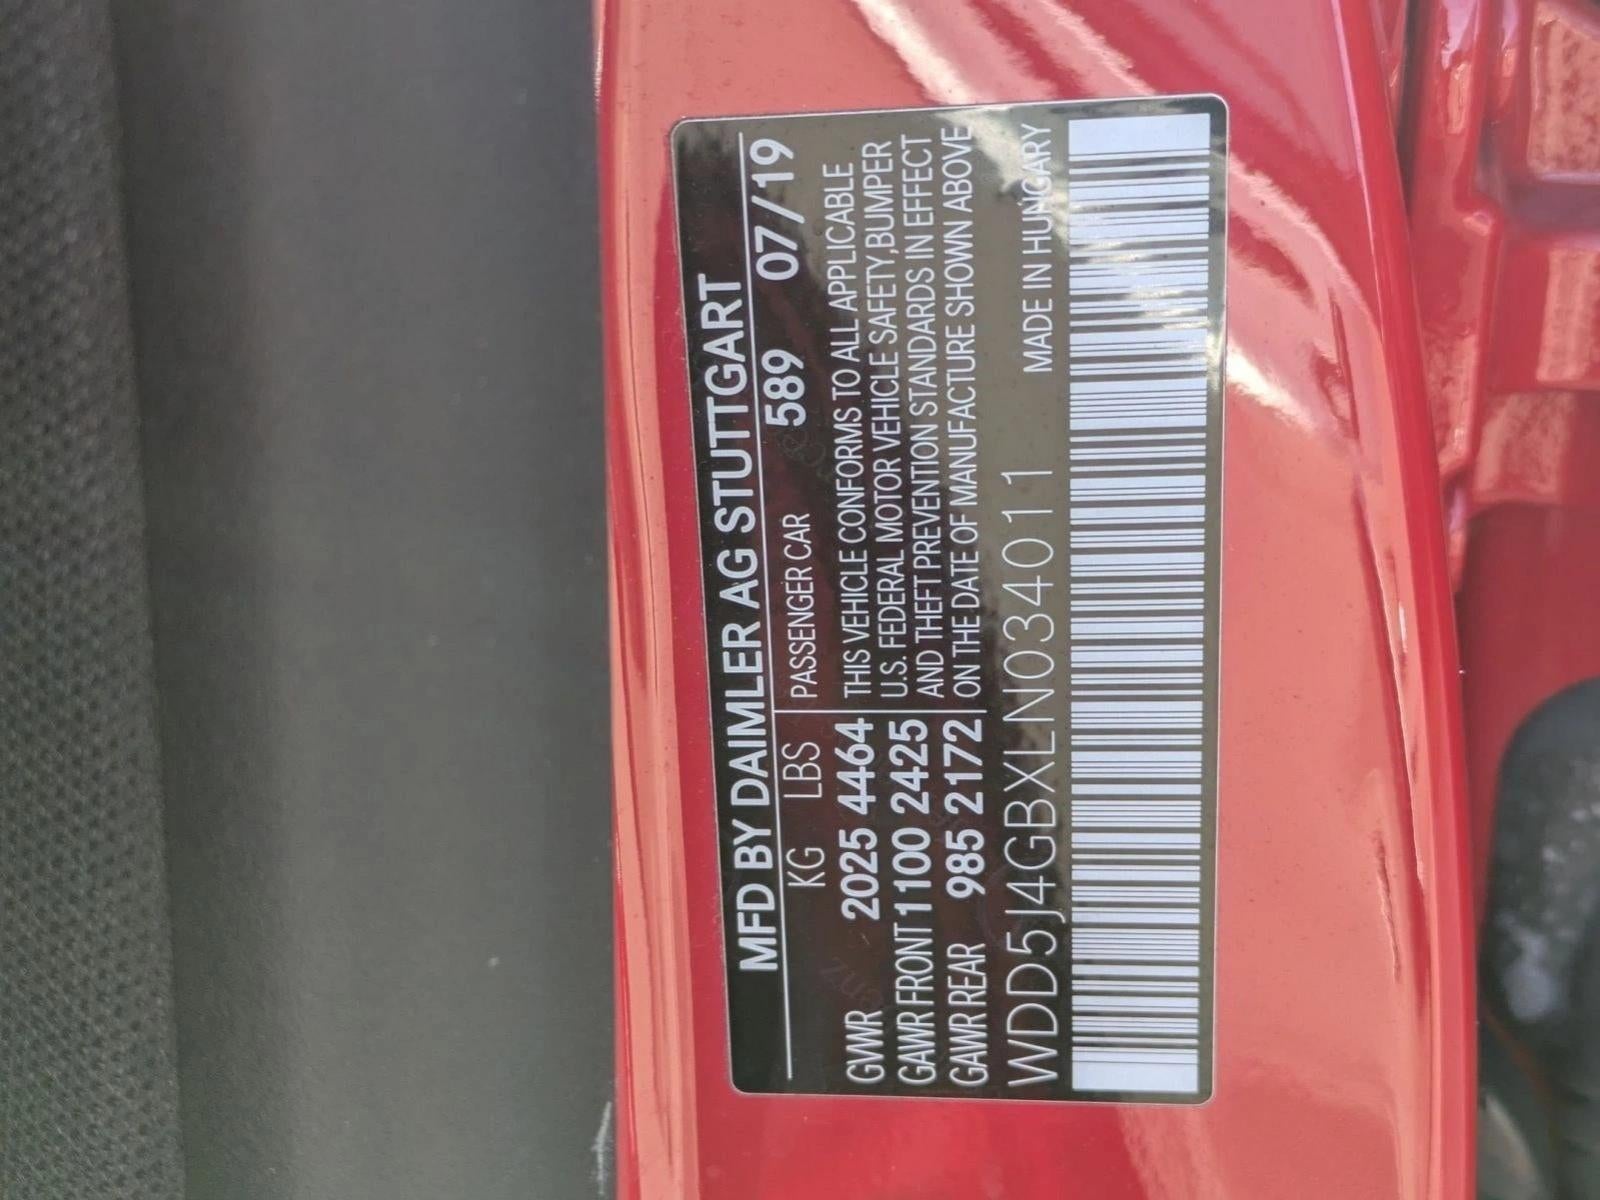 MFD BY DAIMLER AG STUTTGART
KG LBS PASSENGER CAR 589 07/19
GVWR 2025 4464 THIS VEHICLE CONFORMS TO ALL APPLICABLE
GAWR FRONT 1100 2425 U.S. FEDERAL MOTOR VEHICLE SAFETY,BUMPER
GAWR REAR 985 2172 AND THEFT PREVENTION STANDARDS IN EFFECT
ON THE DATE OF MANUFACTURE SHOWN ABOVE
WDD5J4GBXLN034011 MADE IN HUNGARY